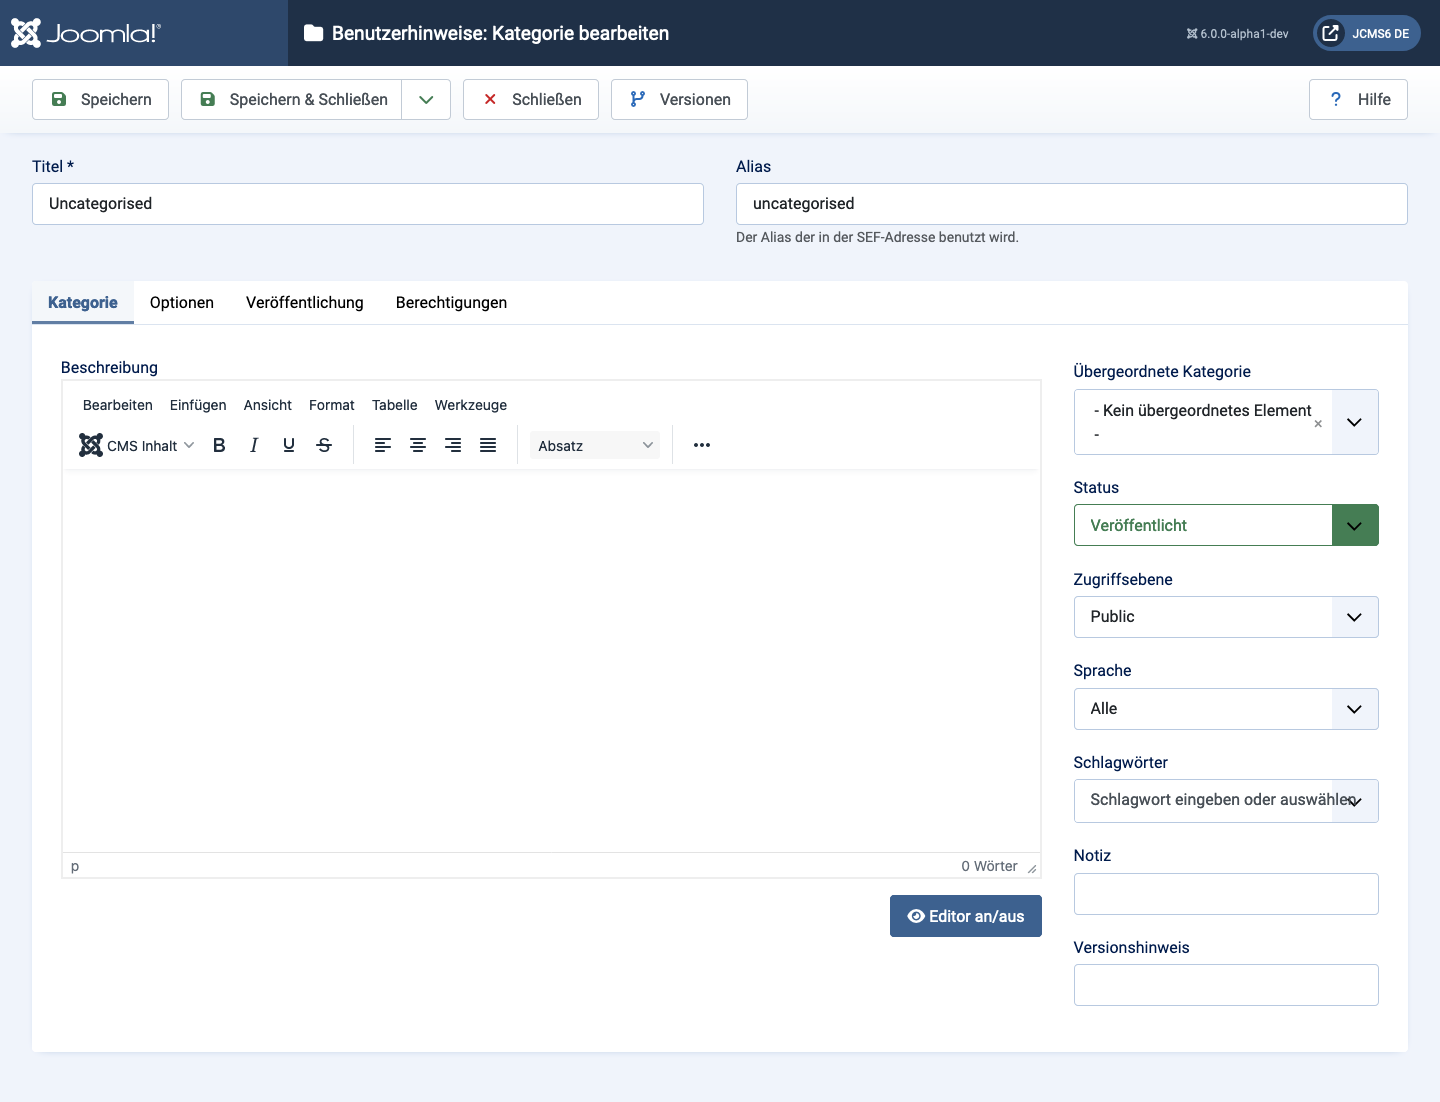 Joomla!®
Benutzerhinweise: Kategorie bearbeiten
6.0.0-alpha1-dev
JCMS6 DE
Speichern
Speichern & Schließen
Schließen
Versionen
? Hilfe
Titel *
Alias
Uncategorised
uncategorised
Der Alias der in der SEF-Adresse benutzt wird.
Kategorie
Optionen
Veröffentlichung
Berechtigungen
Beschreibung
Bearbeiten
Einfügen
Ansicht
Format
Tabelle
Werkzeuge
CMS Inhalt
B
I
U
S
Absatz
p
0 Wörter
Editor an/aus
Übergeordnete Kategorie
- Kein übergeordnetes Element
-
×
Status
Veröffentlicht
Zugriffsebene
Public
Sprache
Alle
Schlagwörter
Schlagwort eingeben oder auswählen
Notiz
Versionshinweis